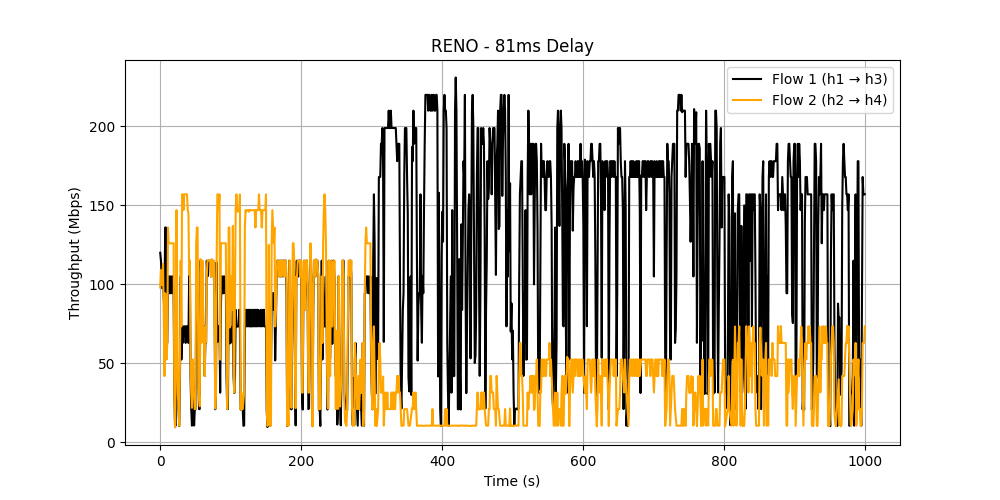 RENO - 81ms Delay
Flow 1 (h1 → h3)
Flow 2 (h2 → h4)
Throughput (Mbps)
200
150
100
50
0
0 200 400 600 800 1000
Time (s)